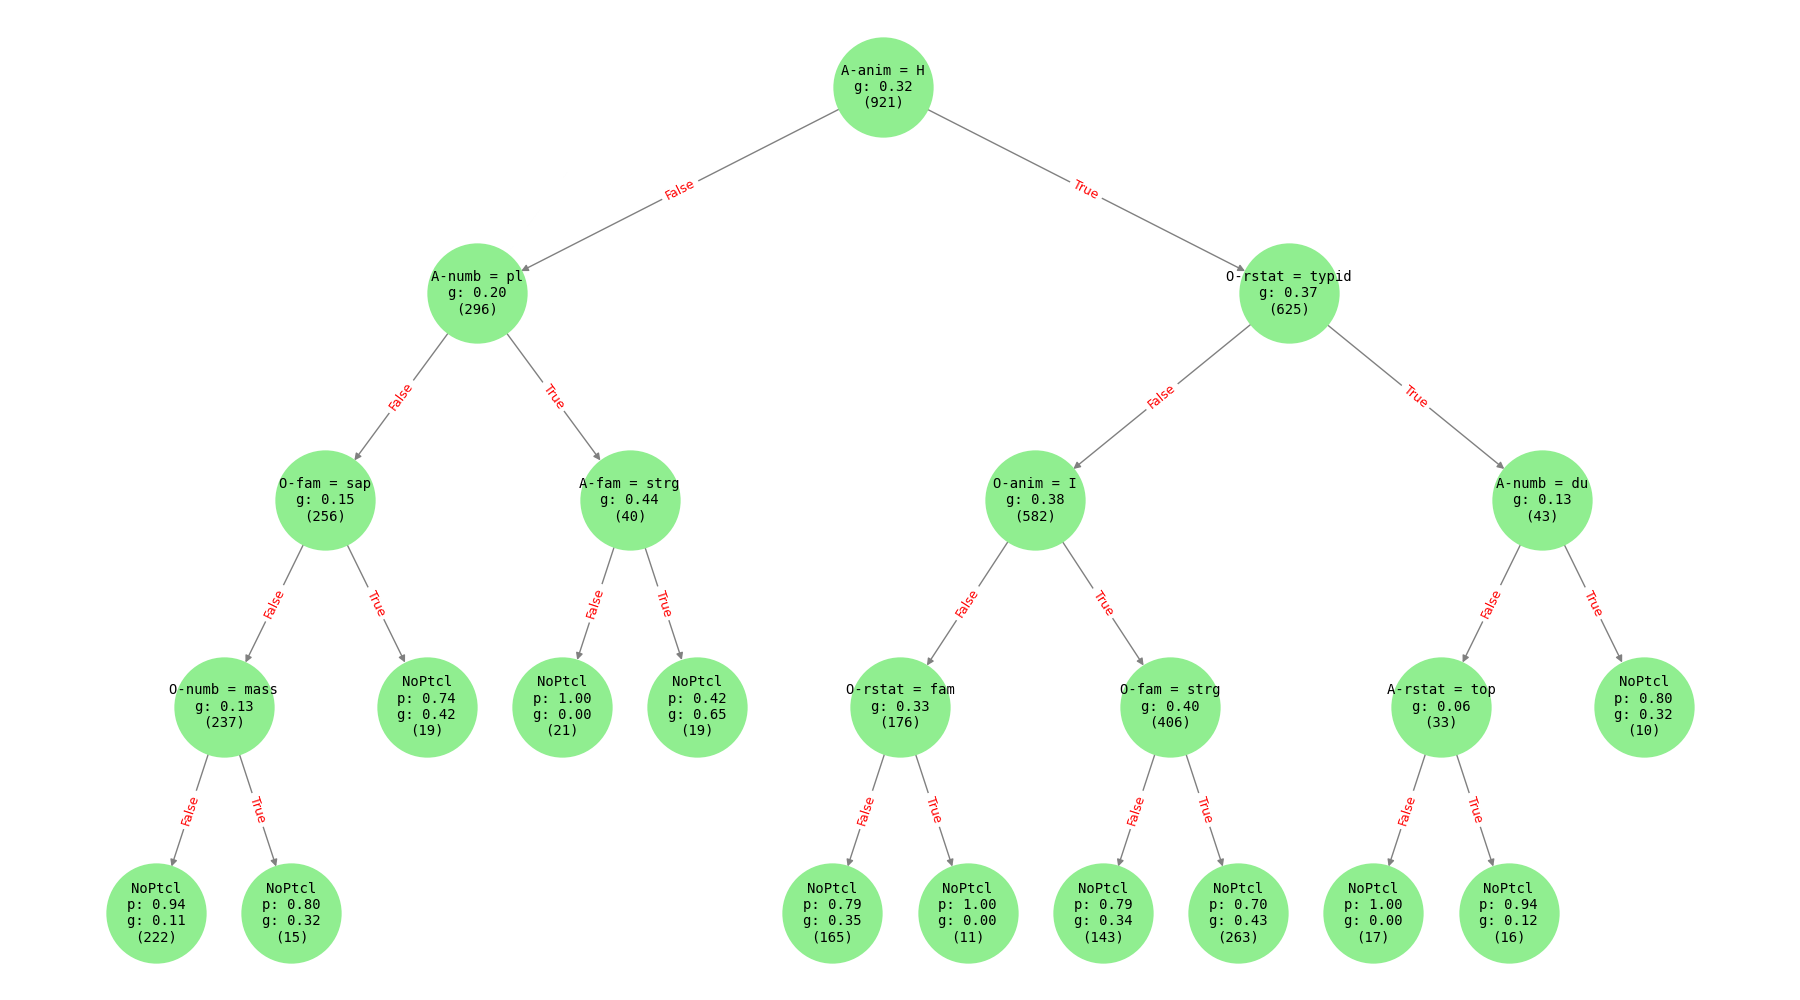 A-anim = H
g: 0.32
(921)
False
True
A-numb = pl
g: 0.20
(296)
O-rstat = typid
g: 0.37
(625)
False
True
False
True
O-fam = sap
g: 0.15
(256)
A-fam = strg
g: 0.44
(40)
O-anim = I
g: 0.38
(582)
A-numb = du
g: 0.13
(43)
False
True
False
True
False
True
False
True
O-numb = mass
g: 0.13
(237)
NoPtcl
p: 0.74
g: 0.42
(19)
NoPtcl
p: 1.00
g: 0.00
(21)
NoPtcl
p: 0.42
g: 0.65
(19)
O-rstat = fam
g: 0.33
(176)
O-fam = strg
g: 0.40
(406)
A-rstat = top
g: 0.06
(33)
NoPtcl
p: 0.80
g: 0.32
(10)
False
True
False
True
False
True
False
True
NoPtcl
p: 0.94
g: 0.11
(222)
NoPtcl
p: 0.80
g: 0.32
(15)
NoPtcl
p: 0.79
g: 0.35
(165)
NoPtcl
p: 1.00
g: 0.00
(11)
NoPtcl
p: 0.79
g: 0.34
(143)
NoPtcl
p: 0.70
g: 0.43
(263)
NoPtcl
p: 1.00
g: 0.00
(17)
NoPtcl
p: 0.94
g: 0.12
(16)